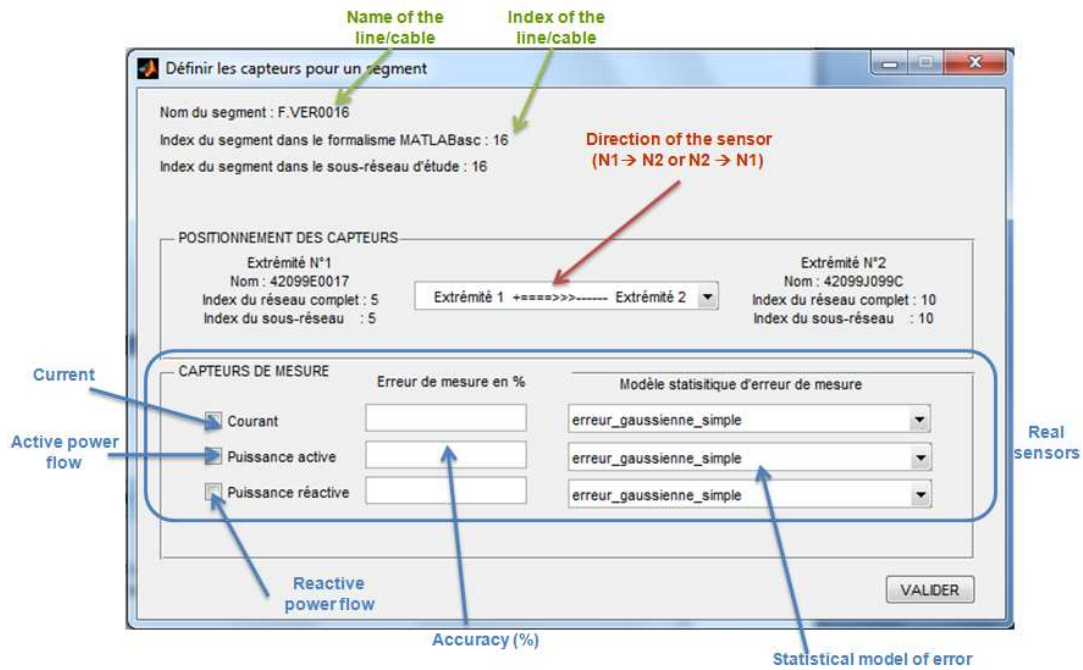 Name of the
line/cable
Index of the
line/cable
Définir les capteurs pour un segment
Nom du segment : F.VER0016
Index du segment dans le formalisme MATLABasc : 16
Index du segment dans le sous-réseau d'étude : 16
Direction of the sensor
(N1→ N2 or N2 → N1)
POSITIONNEMENT DES CAPTEURS
Extrémité N°1
Nom : 42099E0017
Index du réseau complet : 5
Index du sous-réseau : 5
Extrémité 1 +====>>>------ Extrémité 2
Extrémité N°2
Nom : 42099J099C
Index du réseau complet : 10
Index du sous-réseau : 10
CAPTEURS DE MESURE
Erreur de mesure en %
Modèle statisitique d'erreur de mesure
Current
Courant
erreur_gaussienne_simple
Active power
flow
Puissance active
erreur_gaussienne_simple
Real
sensors
Puissance réactive
erreur_gaussienne_simple
Reactive
power flow
VALIDER
Accuracy (%)
Statistical model of error